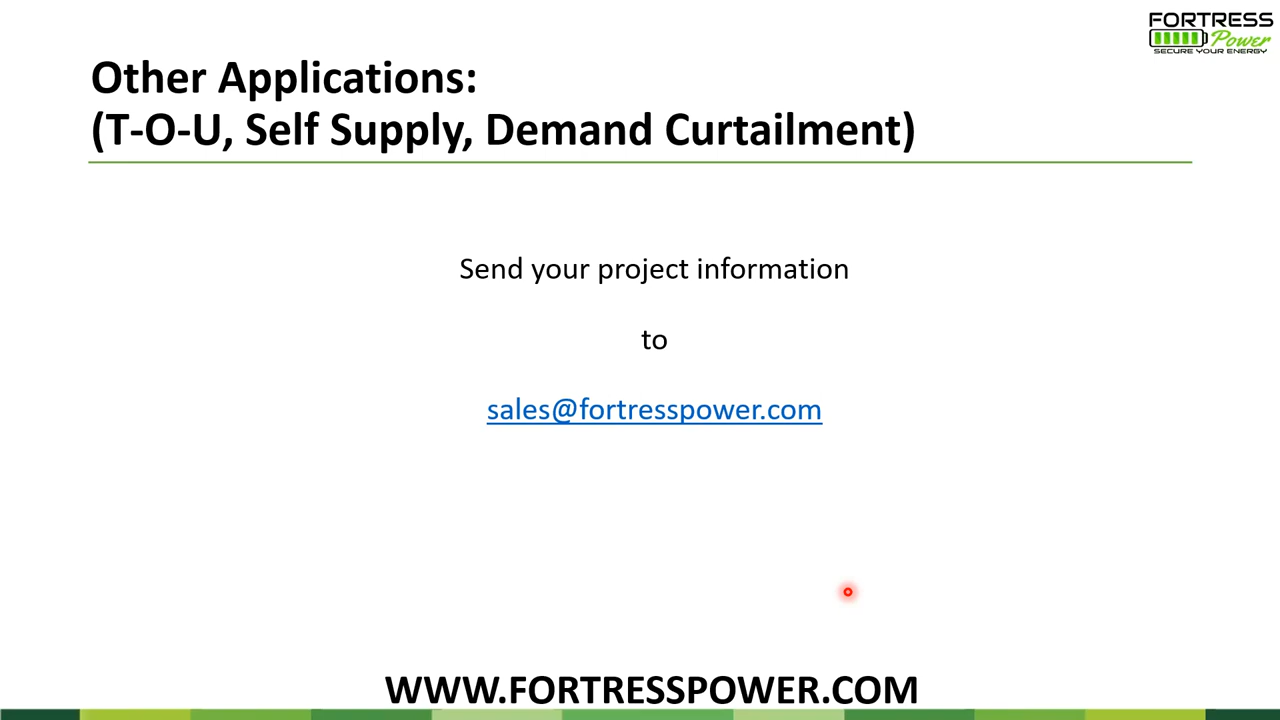 FORTRESS
Power
SECURE YOUR ENERGY
Other Applications:
(T-O-U, Self Supply, Demand Curtailment)
Send your project information
to
sales@fortresspower.com
WWW.FORTRESSPOWER.COM